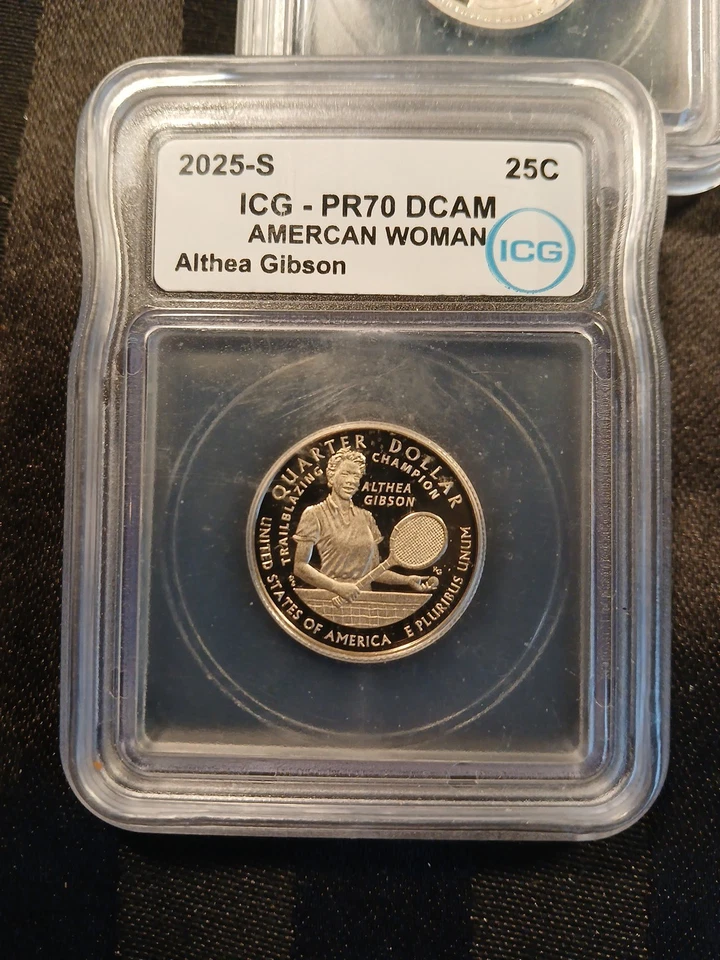 2025-S 25C
ICG - PR70 DCAM
AMERCAN WOMAN
Althea Gibson
ICG
QUARTER DOLLAR
TRAILBLAZING CHAMPION
ALTHEA
GIBSON
UNITED STATES OF AMERICA E PLURIBUS UNUM